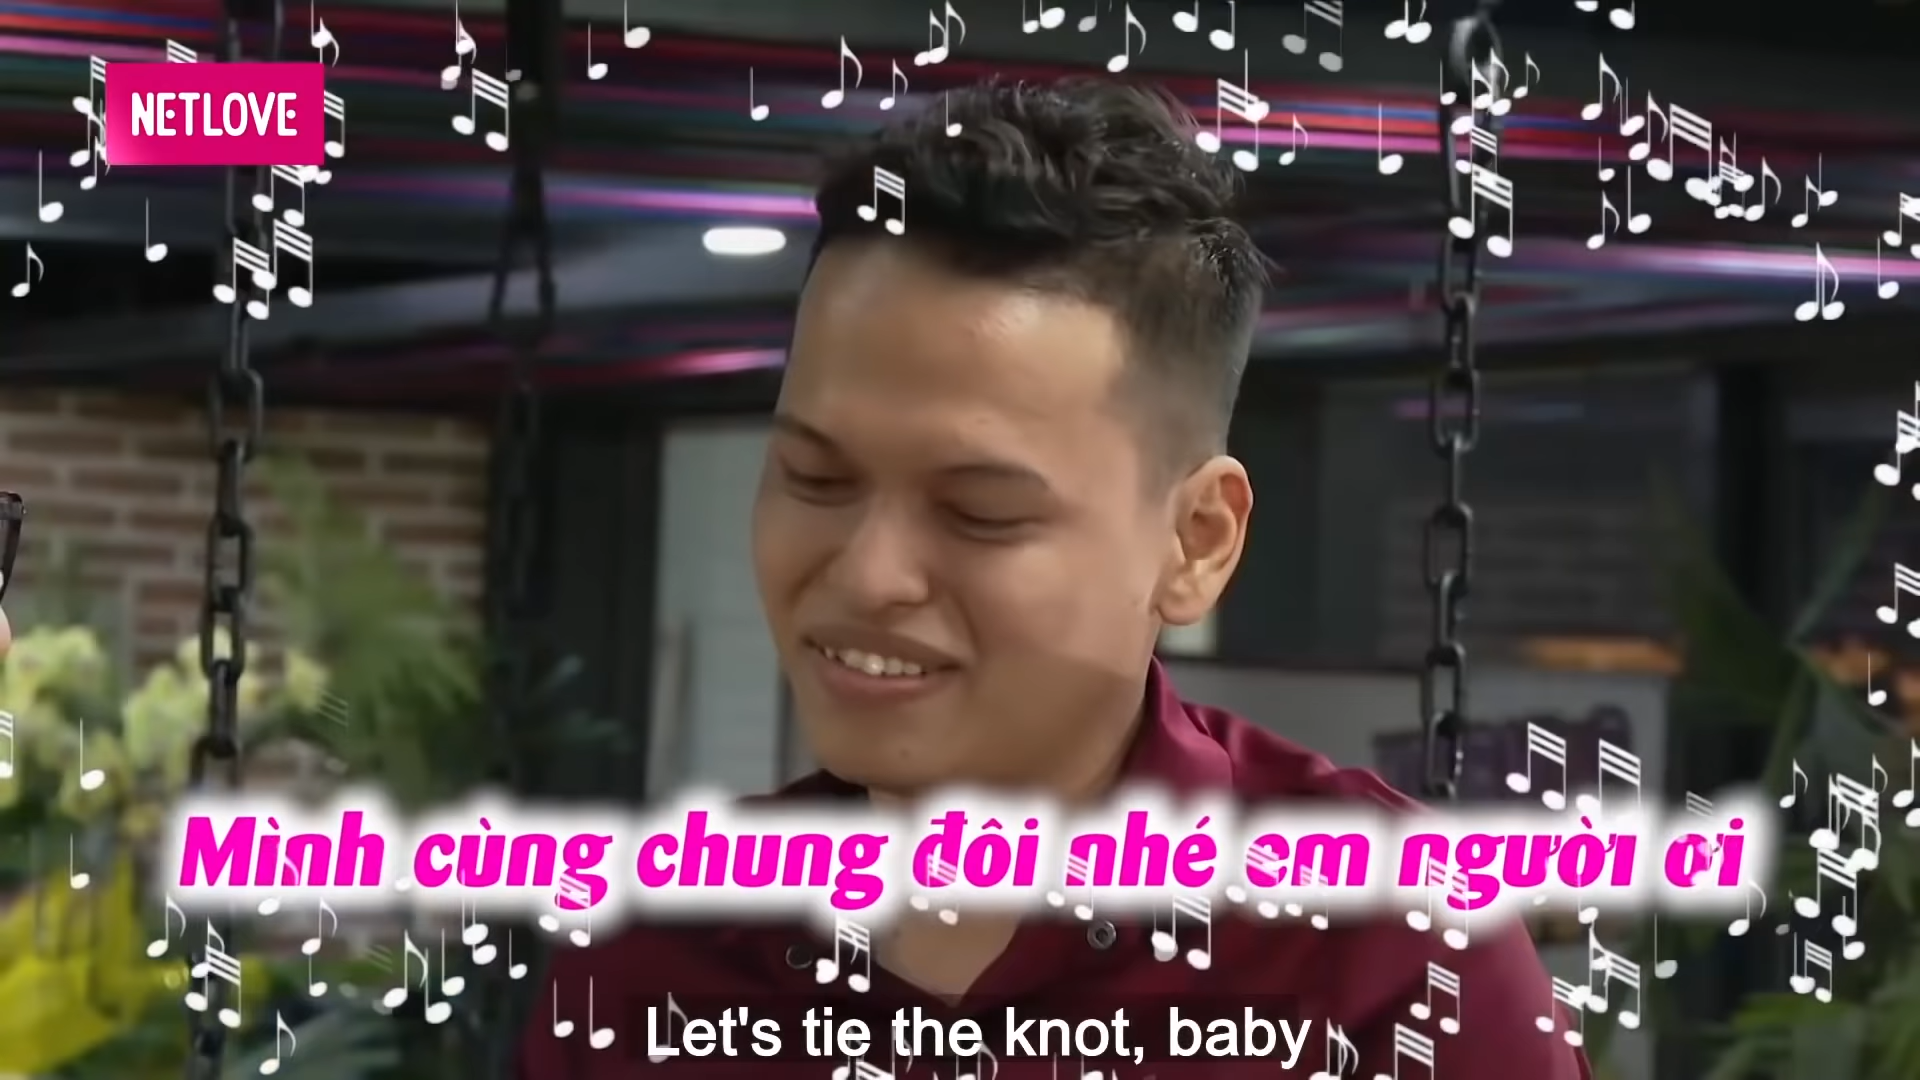 NETLOVE
Mình cùng chung đôi nhé em người ơi
Let's tie the knot, baby